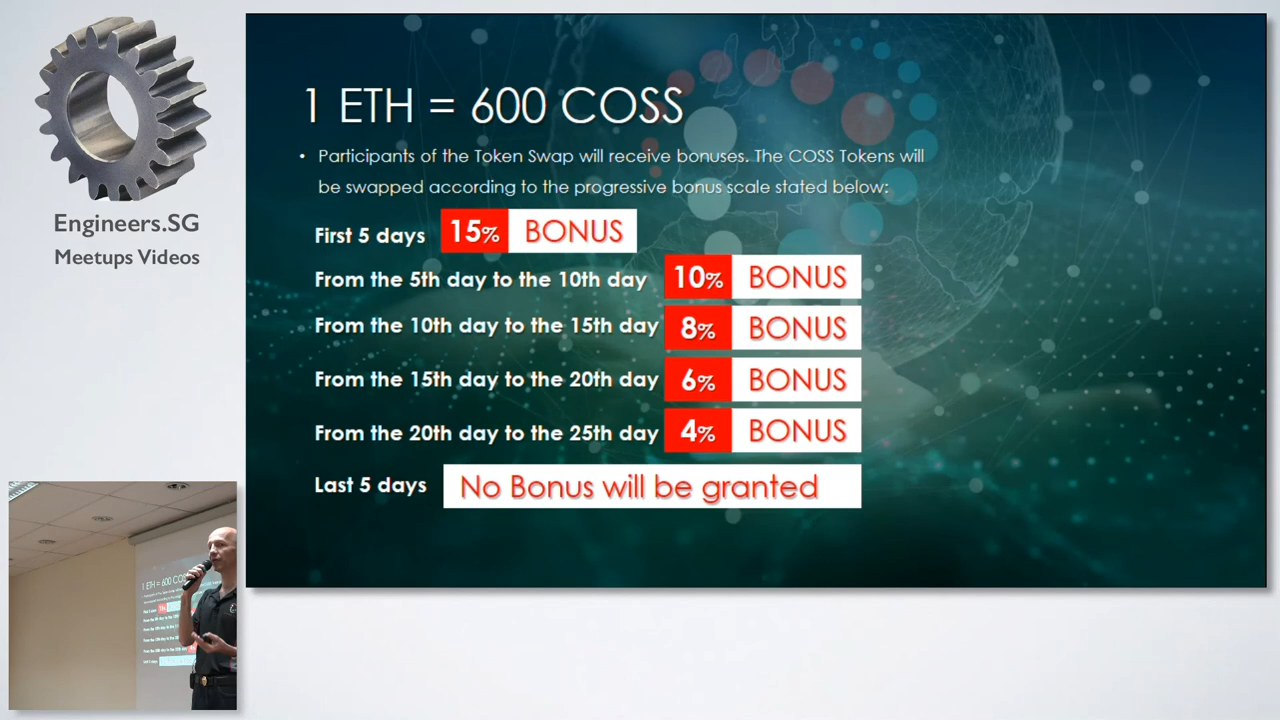 Engineers.SG
Meetups Videos
1 ETH = 600 COSS
• Participants of the Token Swap will receive bonuses. The COSS Tokens will
be swapped according to the progressive bonus scale stated below:
First 5 days 15% BONUS
From the 5th day to the 10th day 10% BONUS
From the 10th day to the 15th day 8% BONUS
From the 15th day to the 20th day 6% BONUS
From the 20th day to the 25th day 4% BONUS
Last 5 days No Bonus will be granted
1 ETH = 600 COSS